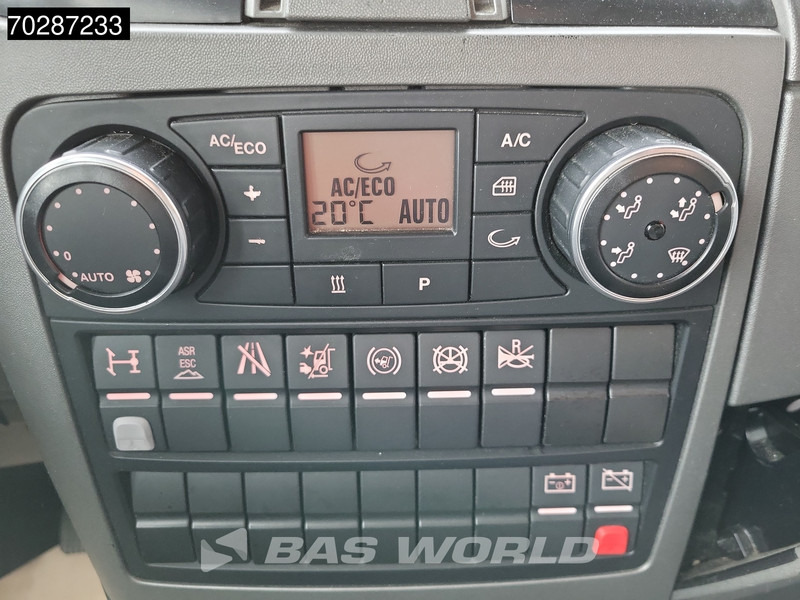 70287233
AC/ECO
A/C
AC/ECO
20°C AUTO
0
AUTO
P
ASR
ESC
R
BAS WORLD